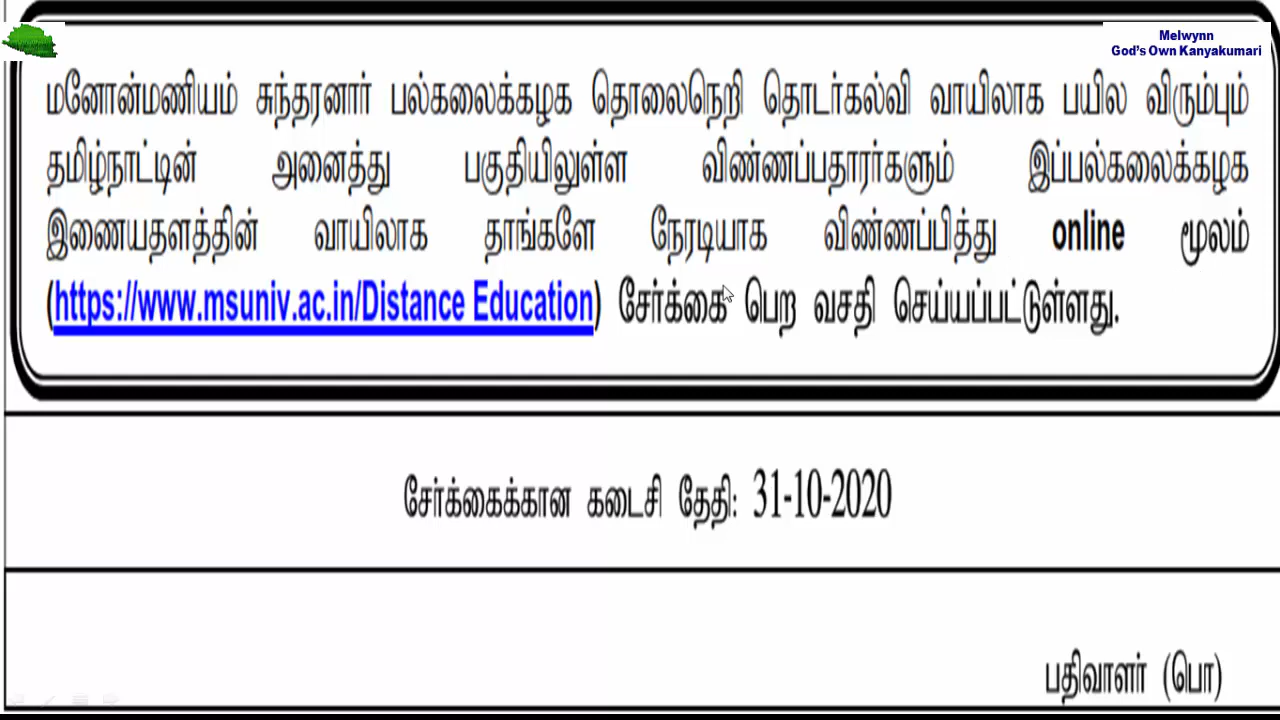 Melwynn
God's Own Kanyakumari
மனோன்மணியம் சுந்தரனார் பல்கலைக்கழக தொலைநெறி தொடர்கல்வி வாயிலாக பயில விரும்பும்
தமிழ்நாட்டின் அனைத்து பகுதியிலுள்ள விண்ணப்பதாரர்களும் இப்பல்கலைக்கழக
இணையதளத்தின் வாயிலாக தாங்களே நேரடியாக விண்ணப்பித்து online மூலம்
(https://www.msuniv.ac.in/Distance Education) சேர்க்கை பெற வசதி செய்யப்பட்டுள்ளது.
சேர்க்கைக்கான கடைசி தேதி: 31-10-2020
பதிவாளர் (பொ)